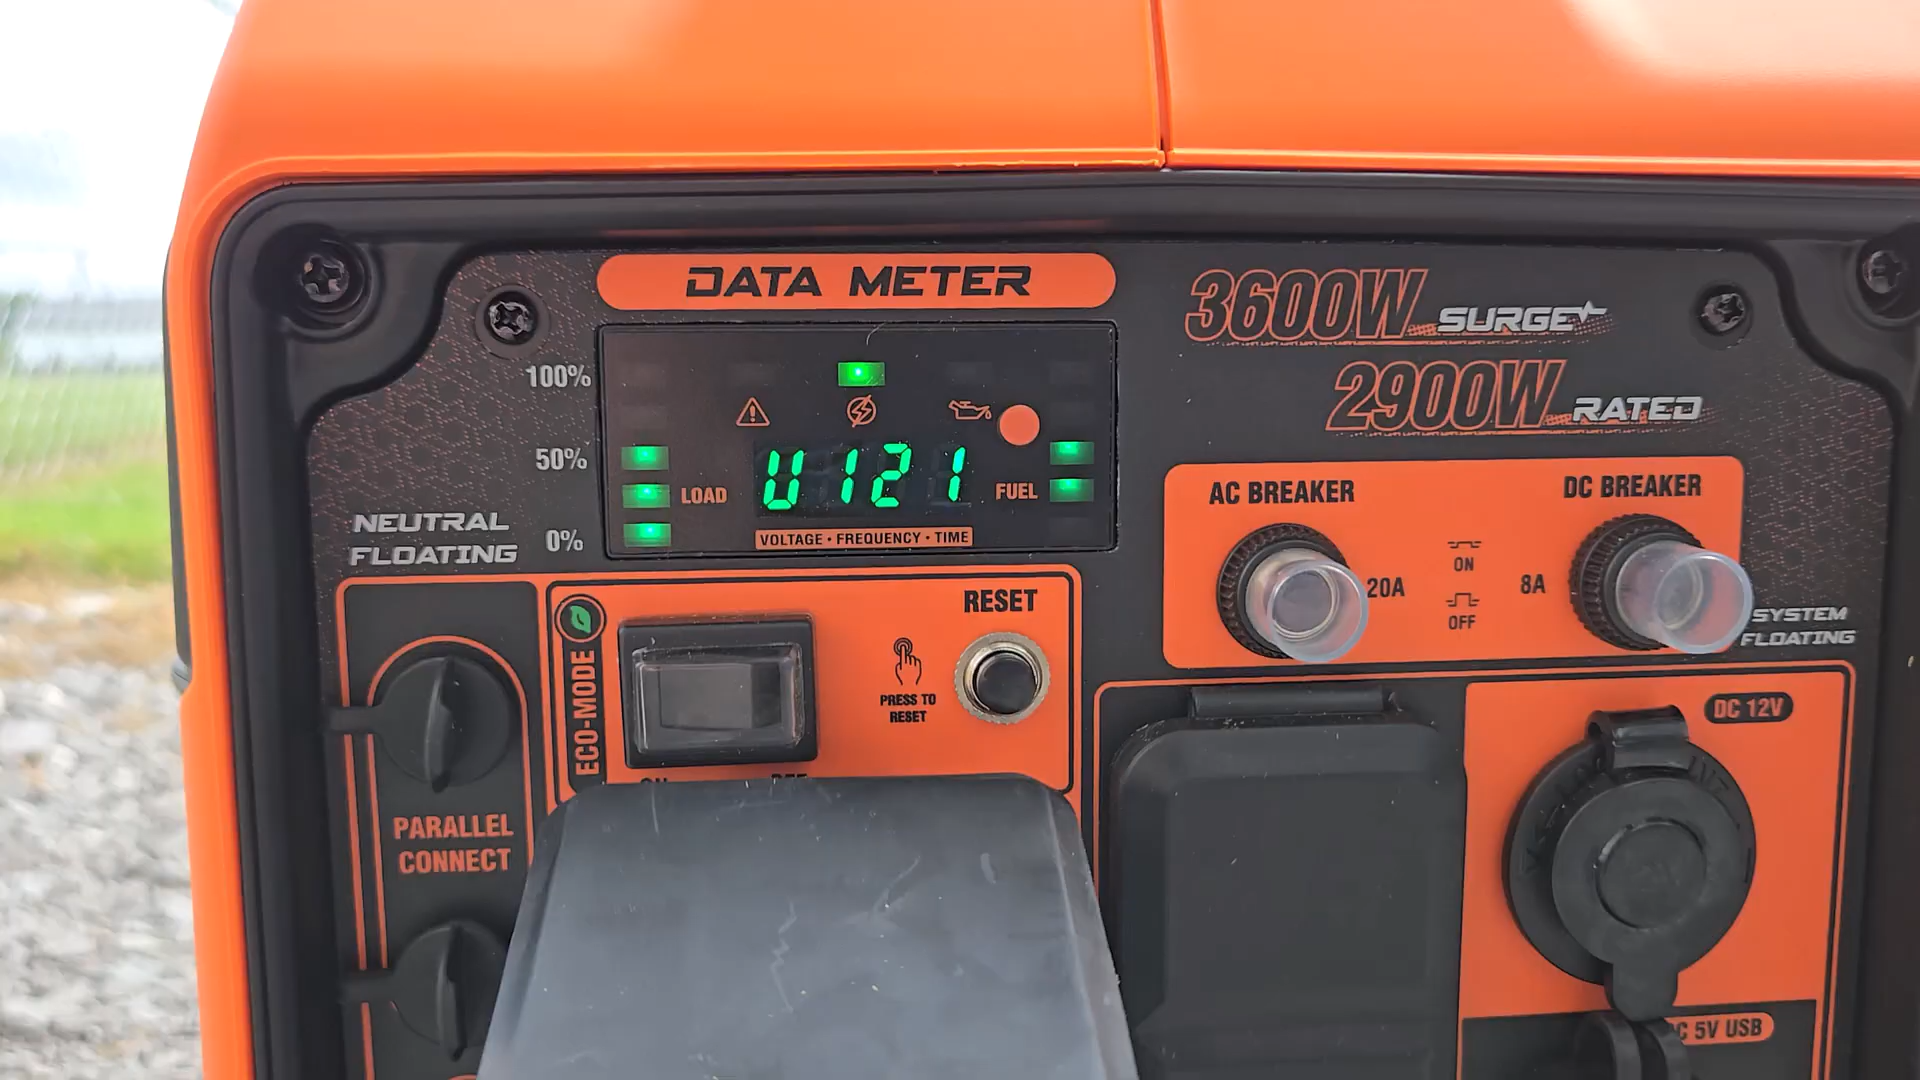 DATA METER
3600W SURGE
2900W RATED
100%
50%
0%
LOAD
U121
FUEL
VOLTAGE • FREQUENCY • TIME
NEUTRAL
FLOATING
AC BREAKER
DC BREAKER
20A
ON
OFF
8A
SYSTEM
FLOATING
ECO-MODE
RESET
PRESS TO
RESET
PARALLEL
CONNECT
DC 12V
5V USB